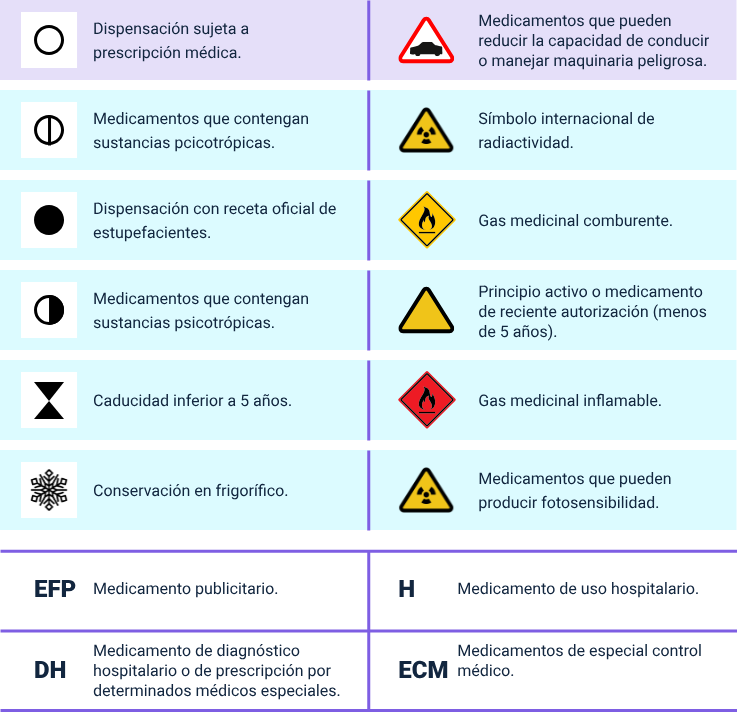 Dispensación sujeta a
prescripción médica.
Medicamentos que pueden
reducir la capacidad de conducir
o manejar maquinaria peligrosa.
Medicamentos que contengan
sustancias pcicotrópicas.
Símbolo internacional de
radiactividad.
Dispensación con receta oficial de
estupefacientes.
Gas medicinal comburente.
Medicamentos que contengan
sustancias psicotrópicas.
Principio activo o medicamento
de reciente autorización (menos
de 5 años).
Caducidad inferior a 5 años.
Gas medicinal inflamable.
Conservación en frigorífico.
Medicamentos que pueden
producir fotosensibilidad.
EFP Medicamento publicitario.
H Medicamento de uso hospitalario.
DH Medicamento de diagnóstico
hospitalario o de prescripción por
determinados médicos especiales.
ECM Medicamentos de especial control
médico.